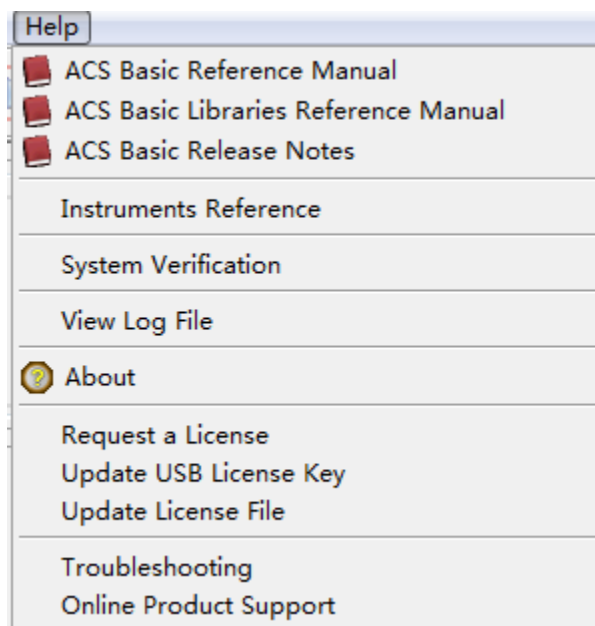 Help
ACS Basic Reference Manual
ACS Basic Libraries Reference Manual
ACS Basic Release Notes
Instruments Reference
System Verification
View Log File
About
Request a License
Update USB License Key
Update License File
Troubleshooting
Online Product Support